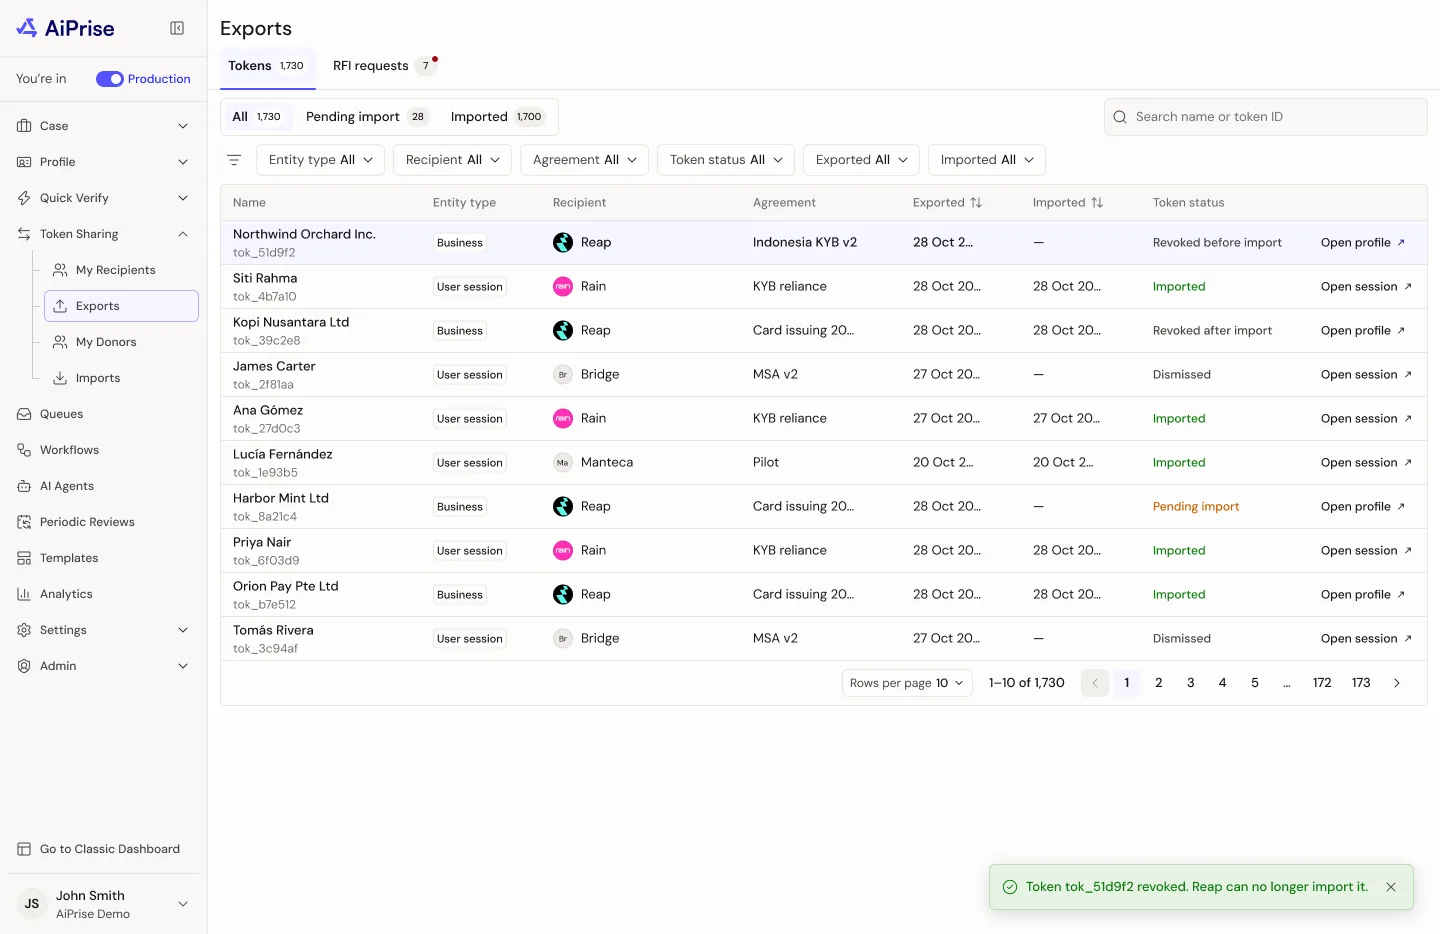 AiPrise
You're in
Production
Case
Profile
Quick Verify
Token Sharing
My Recipients
Exports
My Donors
Imports
Queues
Workflows
AI Agents
Periodic Reviews
Templates
Analytics
Settings
Admin
Go to Classic Dashboard
JS
John Smith
AiPrise Demo
Exports
Tokens 1,730
RFI requests 7
All 1,730
Pending import 28
Imported 1,700
Search name or token ID
Entity type All
Recipient All
Agreement All
Token status All
Exported All
Imported All
Name Entity type Recipient Agreement Exported Imported Token status
Northwind Orchard Inc. Business Reap Indonesia KYB v2 28 Oct 2... — Revoked before import Open profile
tok_51d9f2
Siti Rahma User session rain Rain KYB reliance 28 Oct 20... 28 Oct 20... Imported Open session
tok_4b7a10
Kopi Nusantara Ltd Business Reap Card issuing 20... 28 Oct 20... 28 Oct 20... Revoked after import Open profile
tok_39c2e8
James Carter User session Br Bridge MSA v2 27 Oct 20... — Dismissed Open session
tok_2f81aa
Ana Gómez User session rain Rain KYB reliance 27 Oct 20... 27 Oct 20... Imported Open session
tok_27d0c3
Lucía Fernández User session Ma Manteca Pilot 20 Oct 2... 20 Oct 2... Imported Open session
tok_1e93b5
Harbor Mint Ltd Business Reap Card issuing 20... 28 Oct 20... — Pending import Open profile
tok_8a21c4
Priya Nair User session rain Rain KYB reliance 28 Oct 20... 28 Oct 20... Imported Open session
tok_6f03d9
Orion Pay Pte Ltd Business Reap Card issuing 20... 28 Oct 20... 28 Oct 20... Imported Open profile
tok_b7e512
Tomás Rivera User session Br Bridge MSA v2 27 Oct 20... — Dismissed Open session
tok_3c94af
Rows per page 10 1–10 of 1,730 1 2 3 4 5 ... 172 173
Token tok_51d9f2 revoked. Reap can no longer import it.